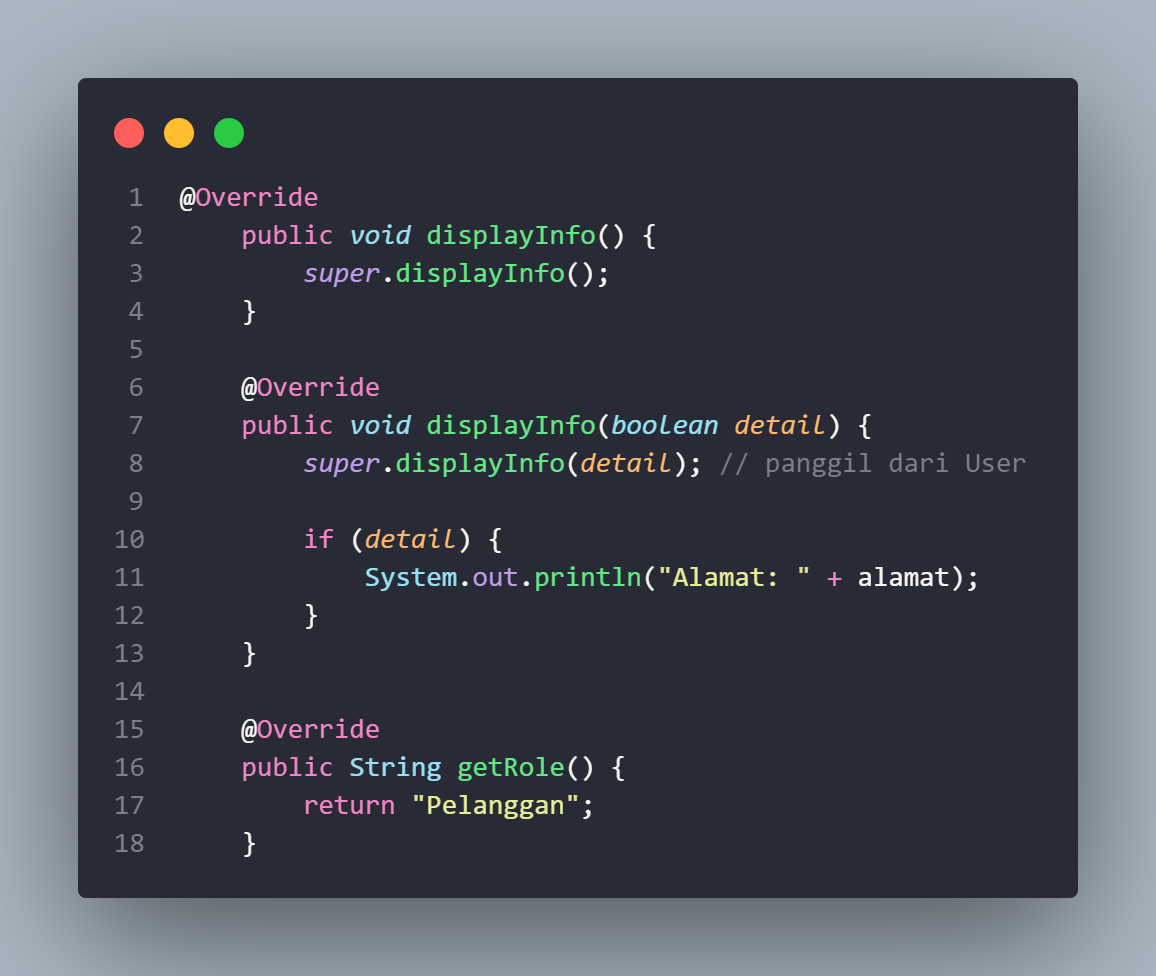 1 @Override
2     public void displayInfo() {
3         super.displayInfo();
4     }
5
6     @Override
7     public void displayInfo(boolean detail) {
8         super.displayInfo(detail); // panggil dari User
9
10         if (detail) {
11             System.out.println("Alamat: " + alamat);
12         }
13     }
14
15     @Override
16     public String getRole() {
17         return "Pelanggan";
18     }